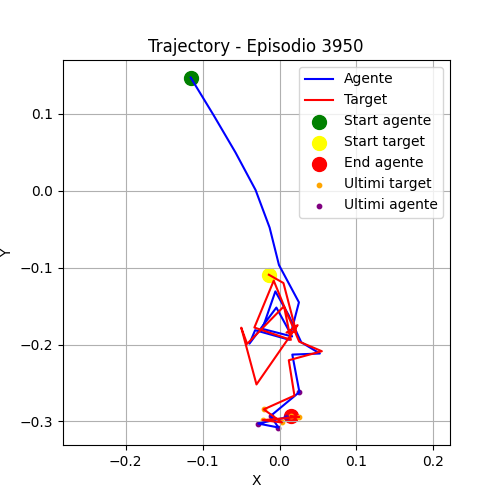 Trajectory - Episodio 3950
Agente
Target
Start agente
Start target
End agente
Ultimi target
Ultimi agente
Y
0.1
0.0
−0.1
−0.2
−0.3
−0.2
−0.1
0.0
0.1
0.2
X